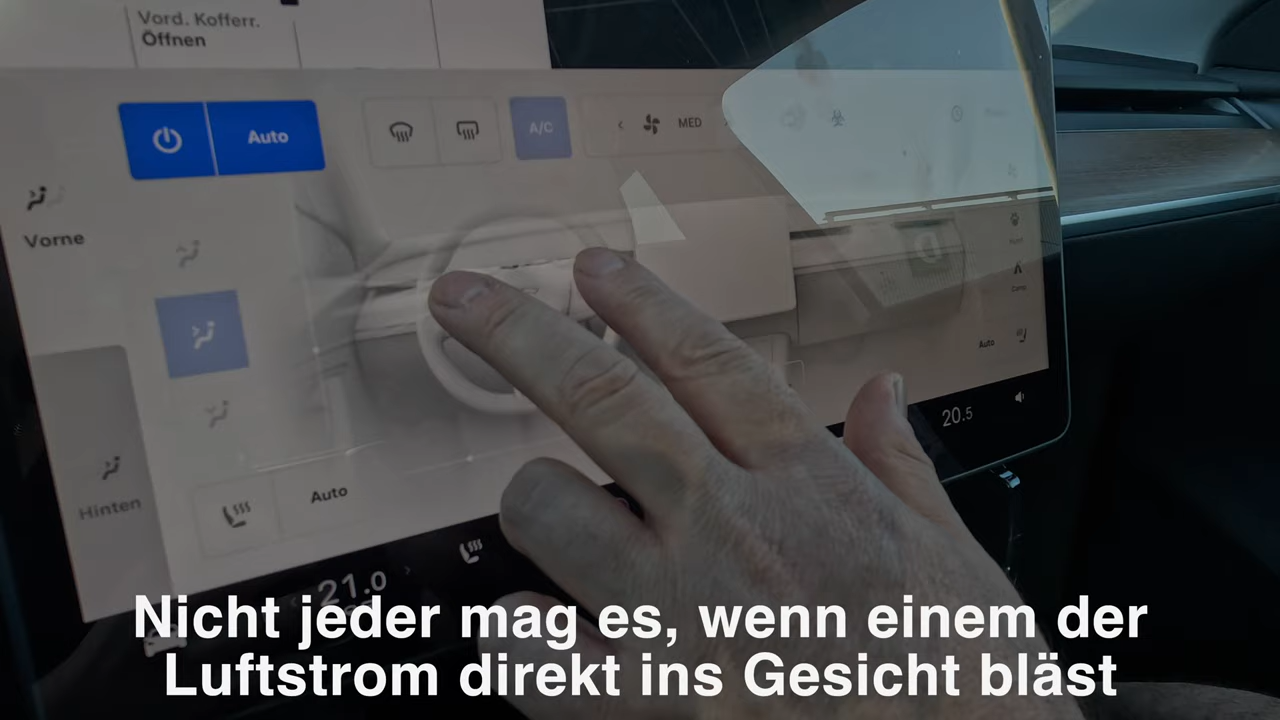 Vord. Kofferr.
Öffnen
Auto
A/C
MED
Vorne
Auto
Auto
Hinten
20.5
21.0
Nicht jeder mag es, wenn einem der
Luftstrom direkt ins Gesicht bläst